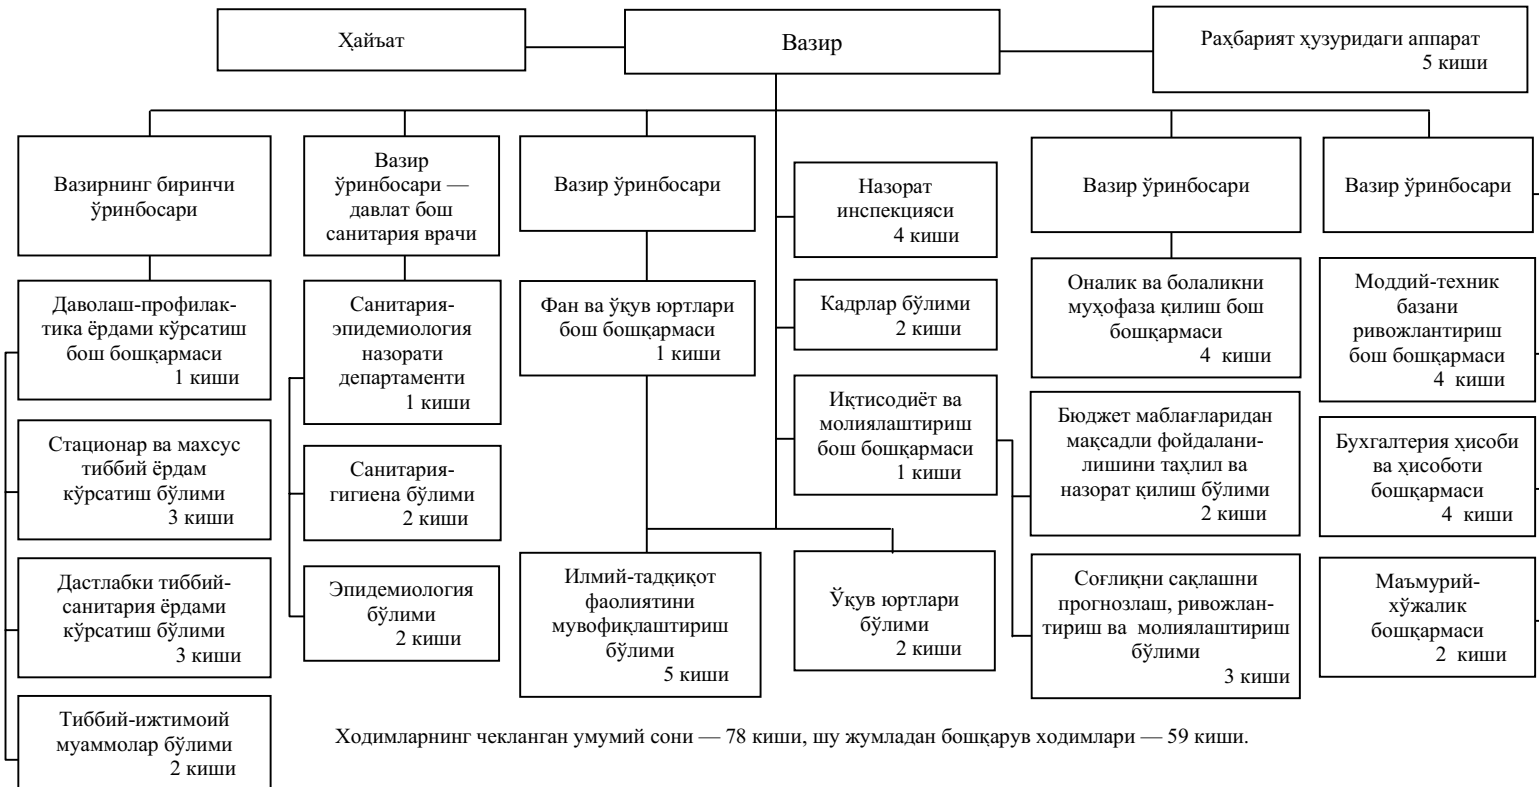 Ҳайъат
Вазир
Раҳбарият ҳузуридаги аппарат
5 киши
Вазирнинг биринчи
ўринбосари
Вазир
ўринбосари —
давлат бош
санитария врачи
Вазир ўринбосари
Назорат
инспекцияси
4 киши
Вазир ўринбосари
Вазир ўринбосари
Даволаш-профилак-
тика ёрдами кўрсатиш
бош бошқармаси
1 киши
Санитария-
эпидемиология
назорати
департаменти
1 киши
Фан ва ўқув юртлари
бош бошқармаси
1 киши
Кадрлар бўлими
2 киши
Оналик ва болаликни
муҳофаза қилиш бош
бошқармаси
4 киши
Моддий-техник
базани
ривожлантириш
бош бошқармаси
4 киши
Стационар ва махсус
тиббий ёрдам
кўрсатиш бўлими
3 киши
Санитария-
гигиена бўлими
2 киши
Иқтисодиёт ва
молиялаштириш
бош бошқармаси
1 киши
Бюджет маблағларидан
мақсадли фойдалани-
лишини таҳлил ва
назорат қилиш бўлими
2 киши
Бухгалтерия ҳисоби
ва ҳисоботи
бошқармаси
4 киши
Дастлабки тиббий-
санитария ёрдами
кўрсатиш бўлими
3 киши
Эпидемиология
бўлими
2 киши
Илмий-тадқиқот
фаолиятини
мувофиқлаштириш
бўлими
5 киши
Ўқув юртлари
бўлими
2 киши
Соғлиқни сақлашни
прогнозлаш, ривожлан-
тириш ва молиялаштириш
бўлими
3 киши
Маъмурий-
хўжалик
бошқармаси
2 киши
Тиббий-ижтимоий
муаммолар бўлими
2 киши
Ходимларнинг чекланган умумий сони — 78 киши, шу жумладан бошқарув ходимлари — 59 киши.